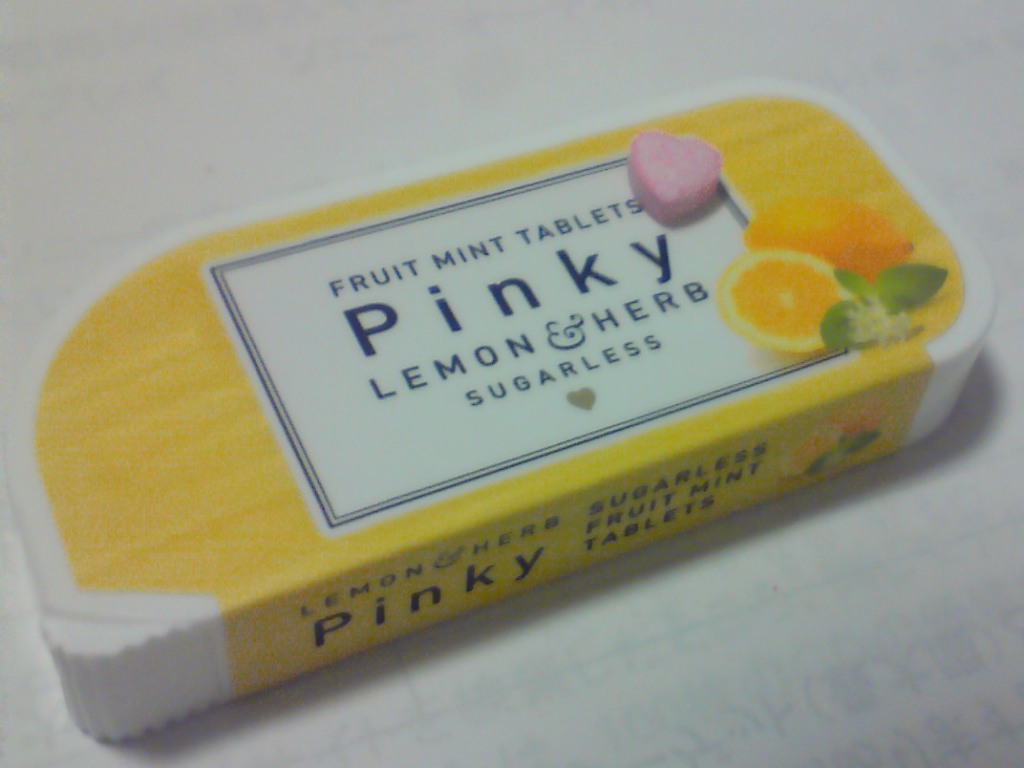 FRUIT MINT TABLETS
Pinky
LEMON & HERB
SUGARLESS
LEMON & HERB
Pinky
SUGARLESS
FRUIT MINT
TABLETS